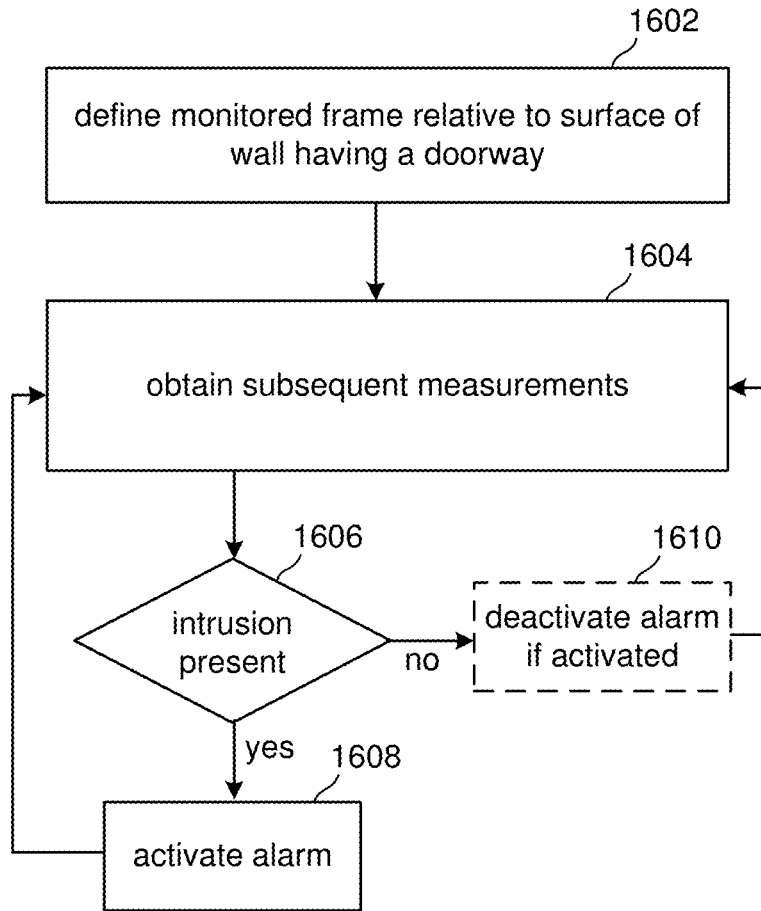 1602
define monitored frame relative to surface of
wall having a doorway
1604
obtain subsequent measurements
1606
intrusion
present
no
1610
deactivate alarm
if activated
yes
1608
activate alarm